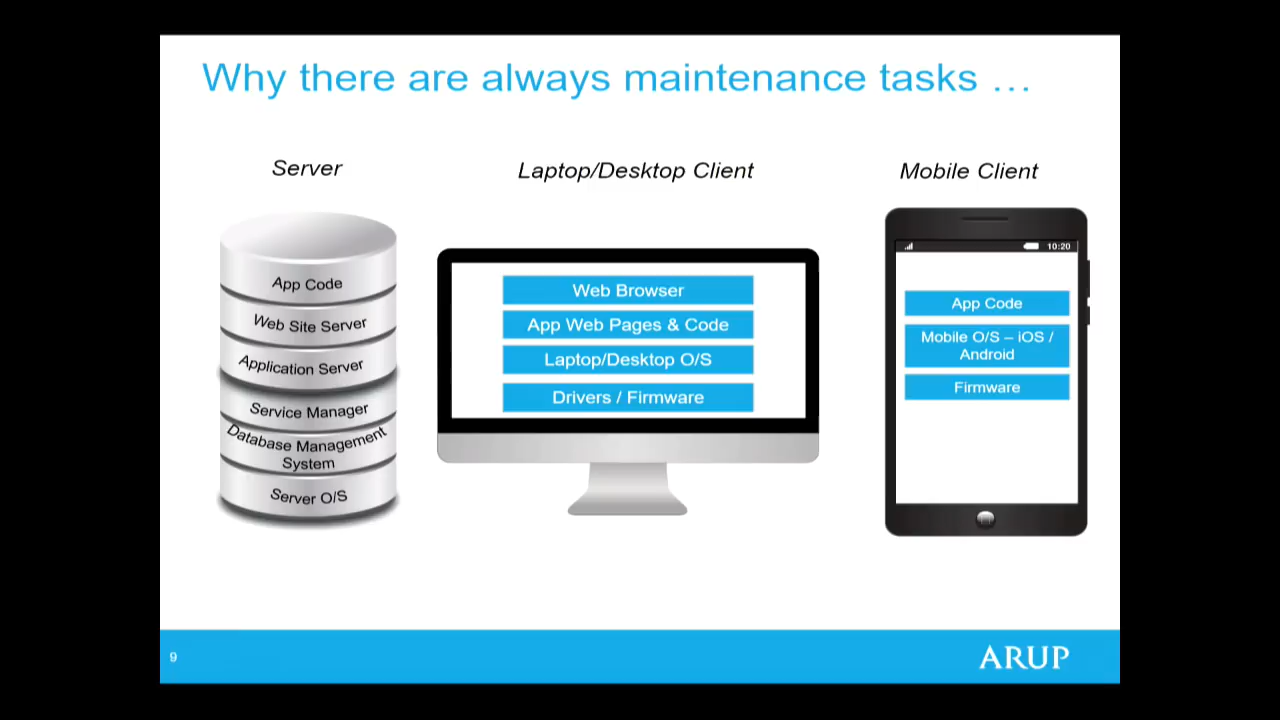 Why there are always maintenance tasks …
Server
Laptop/Desktop Client
Mobile Client
App Code
Web Site Server
Application Server
Service Manager
Database Management
System
Server O/S
Web Browser
App Web Pages & Code
Laptop/Desktop O/S
Drivers / Firmware
10:20
App Code
Mobile O/S – iOS /
Android
Firmware
9
ARUP